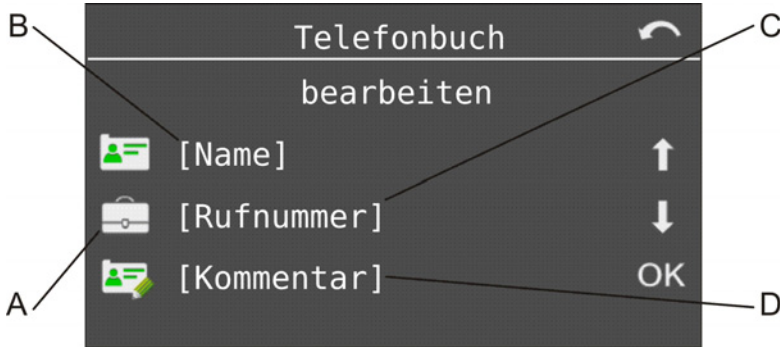 B
C
Telefonbuch
bearbeiten
[Name]
[Rufnummer]
[Kommentar]
OK
A
D